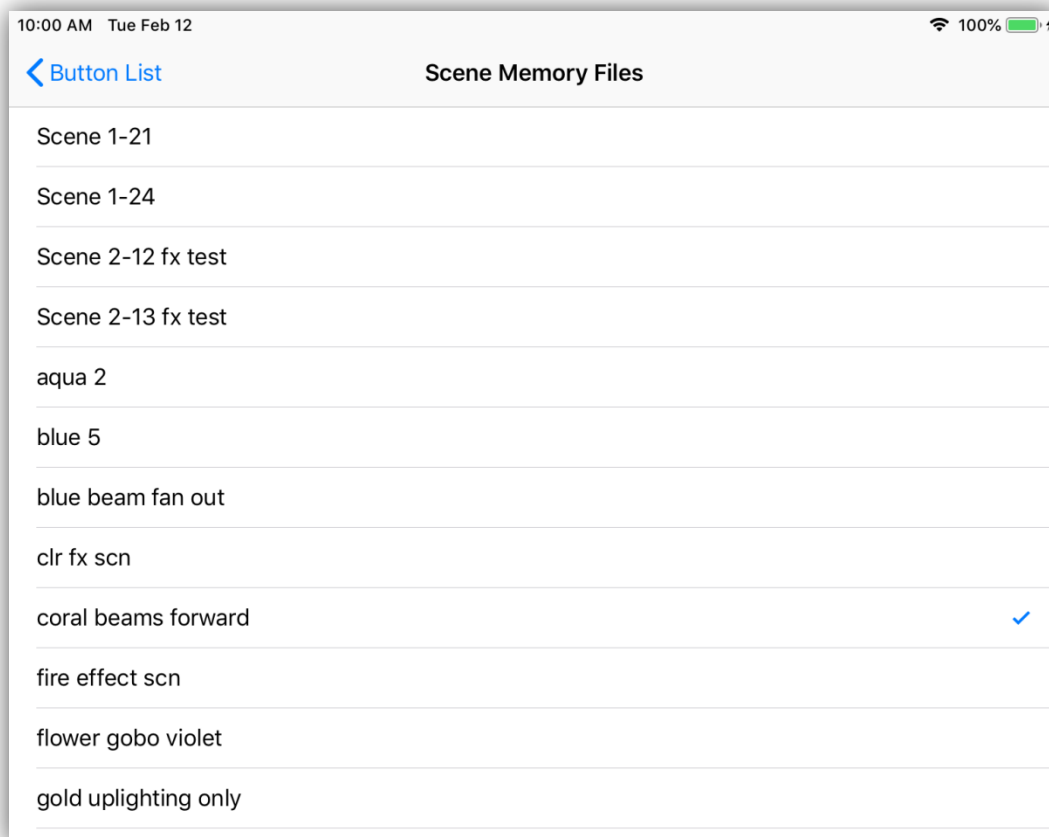 10:00 AM Tue Feb 12 100%
Button List Scene Memory Files
Scene 1-21
Scene 1-24
Scene 2-12 fx test
Scene 2-13 fx test
aqua 2
blue 5
blue beam fan out
clr fx scn
coral beams forward
fire effect scn
flower gobo violet
gold uplighting only